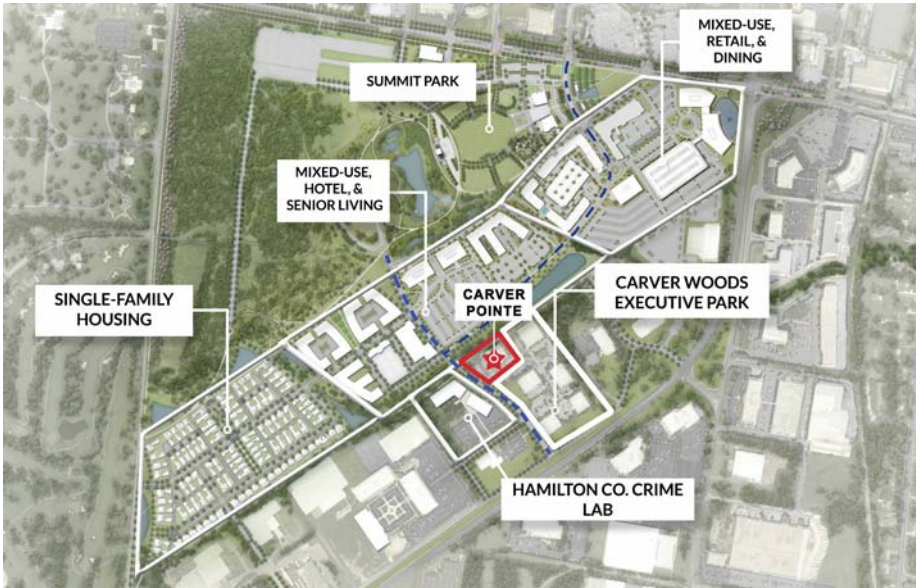 MIXED-USE,
RETAIL, &
DINING
SUMMIT PARK
MIXED-USE,
HOTEL, &
SENIOR LIVING
SINGLE-FAMILY
HOUSING
CARVER
POINTE
CARVER WOODS
EXECUTIVE PARK
HAMILTON CO. CRIME
LAB